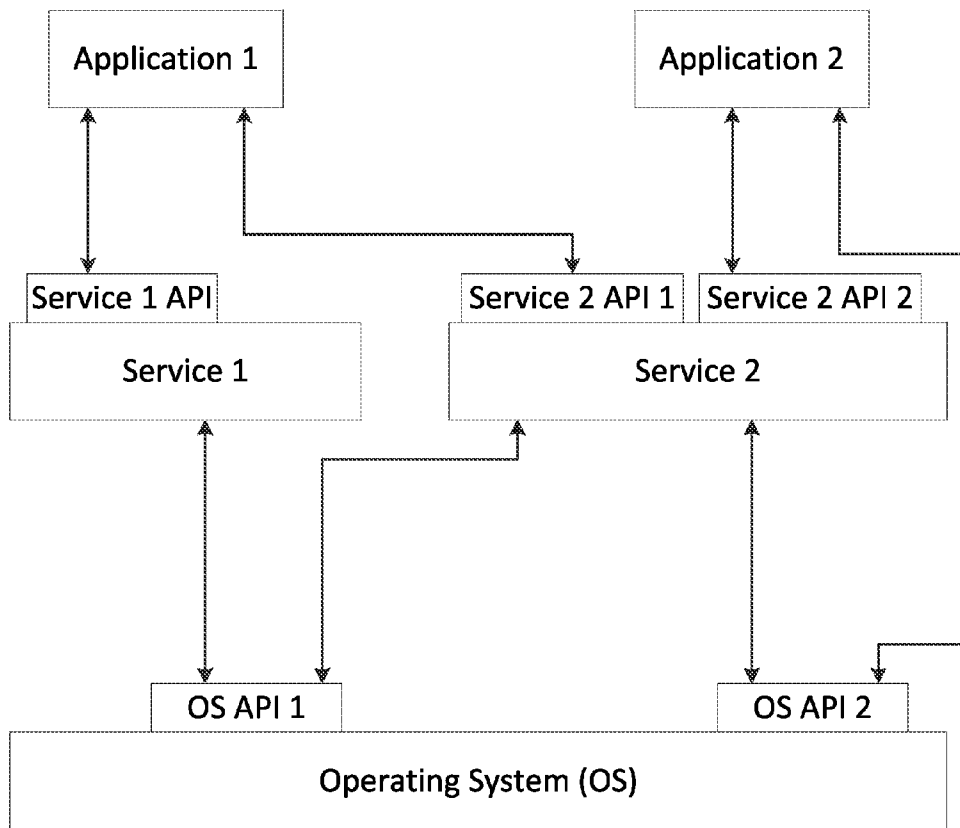 Application 1
Application 2
Service 1 API
Service 2 API 1
Service 2 API 2
Service 1
Service 2
OS API 1
OS API 2
Operating System (OS)